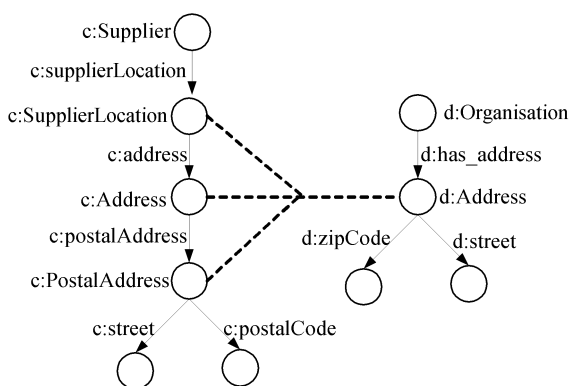 c:Supplier
c:supplierLocation
c:SupplierLocation
c:address
c:Address
c:postalAddress
c:PostalAddress
c:street
c:postalCode
d:Organisation
d:has_address
d:Address
d:zipCode
d:street